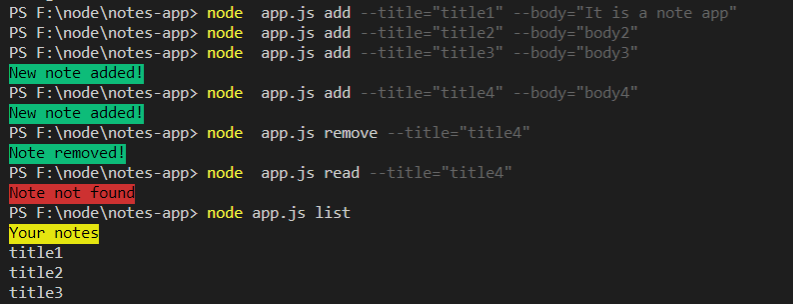 PS F:\node\notes-app> node  app.js add --title="title1" --body="It is a note app"
PS F:\node\notes-app> node  app.js add --title="title2" --body="body2"
PS F:\node\notes-app> node  app.js add --title="title3" --body="body3"
New note added!
PS F:\node\notes-app> node  app.js add --title="title4" --body="body4"
New note added!
PS F:\node\notes-app> node  app.js remove --title="title4"
Note removed!
PS F:\node\notes-app> node  app.js read --title="title4"
Note not found
PS F:\node\notes-app> node app.js list
Your notes
title1
title2
title3